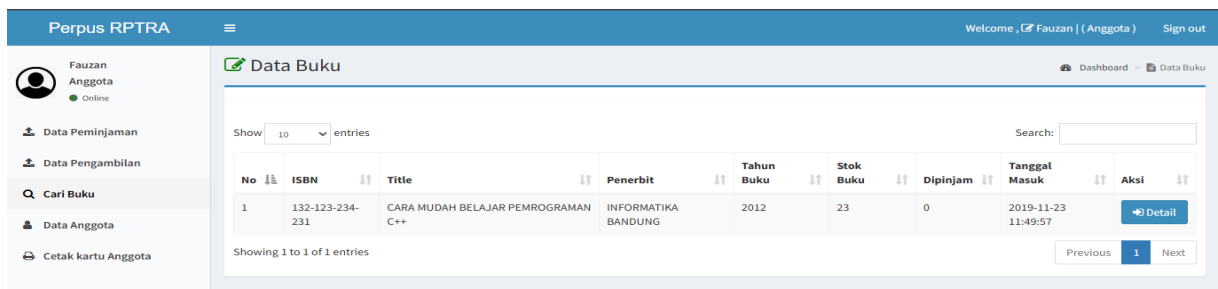 Perpus RPTRA
Welcome , Fauzan | ( Anggota ) Sign out
Fauzan
Anggota
Online
Data Peminjaman
Data Pengambilan
Cari Buku
Data Anggota
Cetak kartu Anggota
Data Buku
Dashboard Data Buku
Show 10 entries Search:
No ISBN Title Penerbit Tahun Buku Stok Buku Dipinjam Tanggal Masuk Aksi
1 132-123-234-231 CARA MUDAH BELAJAR PEMROGRAMAN C++ INFORMATIKA BANDUNG 2012 23 0 2019-11-23 11:49:57 Detail
Showing 1 to 1 of 1 entries Previous 1 Next